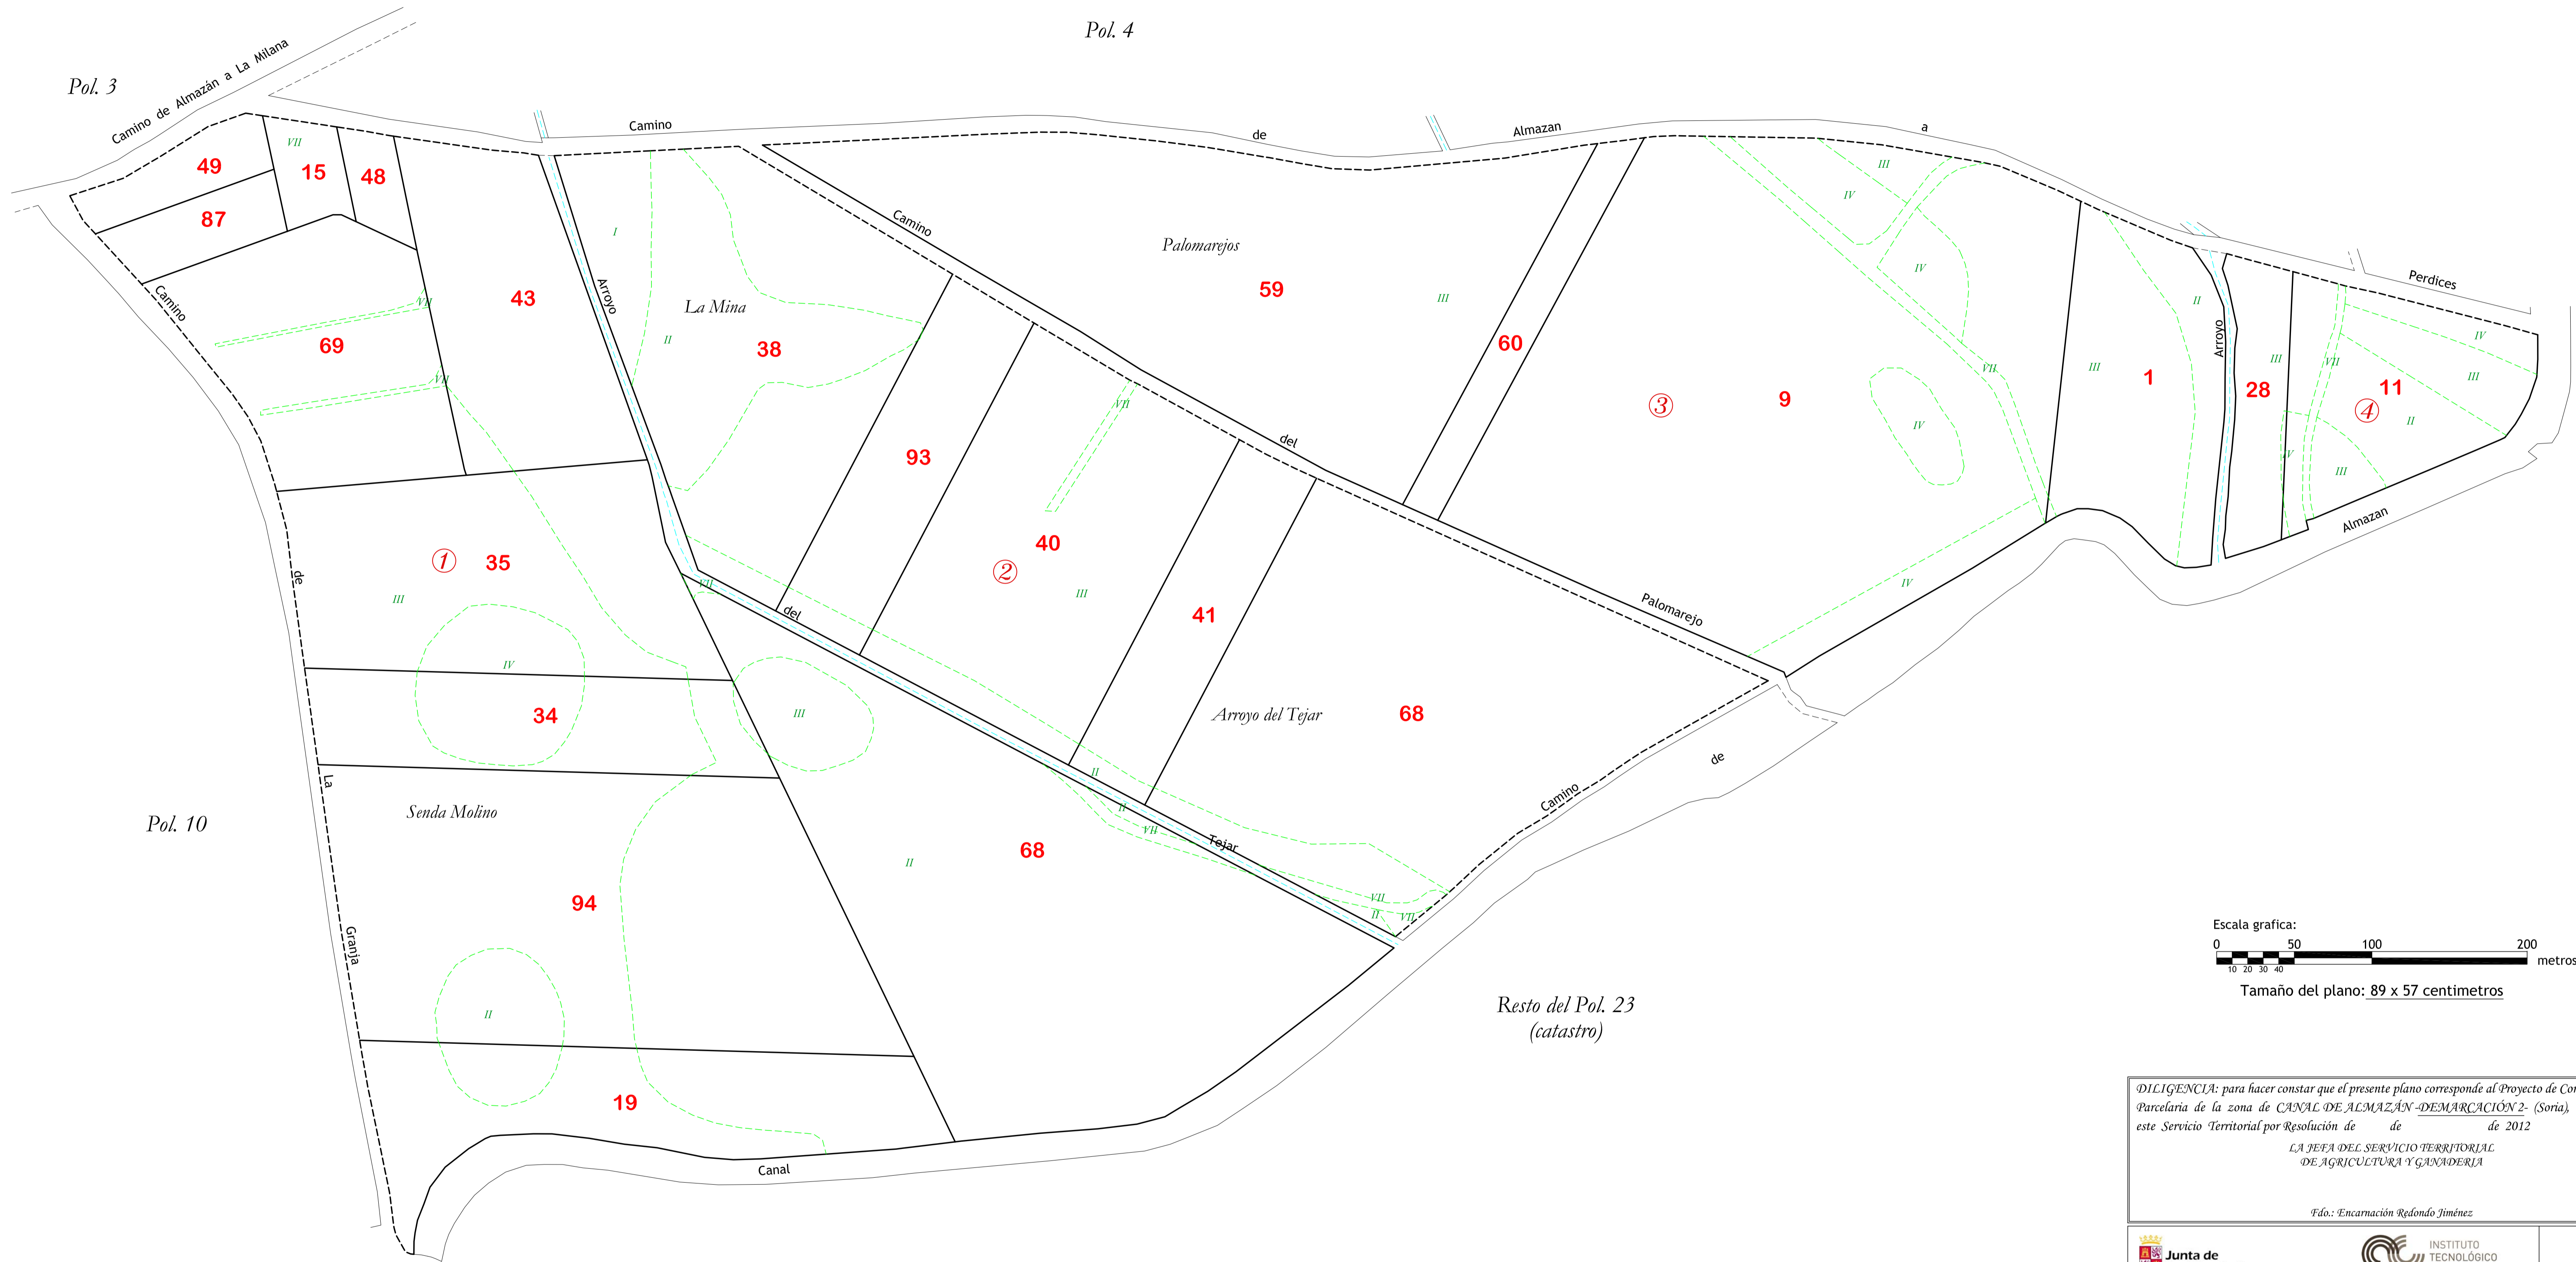 Pol. 4
Pol. 3
Camino de Almazán a La Milana
Camino
de
Almazan
a
Perdices
49
87
VII
15
48
43
I
II
La Mina
38
Arroyo
Camino
Palomarejos
59
III
60
III
IV
IV
VII
IV
9
3
III
1
II
Arroyo
28
III
VII
IV
III
11
4
II
III
IV
Almazan
Camino
VII
69
VII
93
VII
40
2
III
del
41
Palomarejo
IV
de
1
35
III
VII
del
IV
34
III
Arroyo del Tejar
68
de
Camino
La
Senda Molino
Pol. 10
II
II
VII
68
II
Tejar
94
VII
II
VII
Granja
II
19
Canal
Resto del Pol. 23
(catastro)
Escala grafica:
0 50 100 200
metros
10 20 30 40
Tamaño del plano: 89 x 57 centimetros
DILIGENCIA: para hacer constar que el presente plano corresponde al Proyecto de Con
Parcelaria de la zona de CANAL DE ALMAZÁN -DEMARCACIÓN 2- (Soria),
este Servicio Territorial por Resolución de de de 2012
LA JEFA DEL SERVICIO TERRITORIAL
DE AGRICULTURA Y GANADERIA
Fdo.: Encarnación Redondo Jiménez
Junta de
INSTITUTO
TECNOLÓGICO